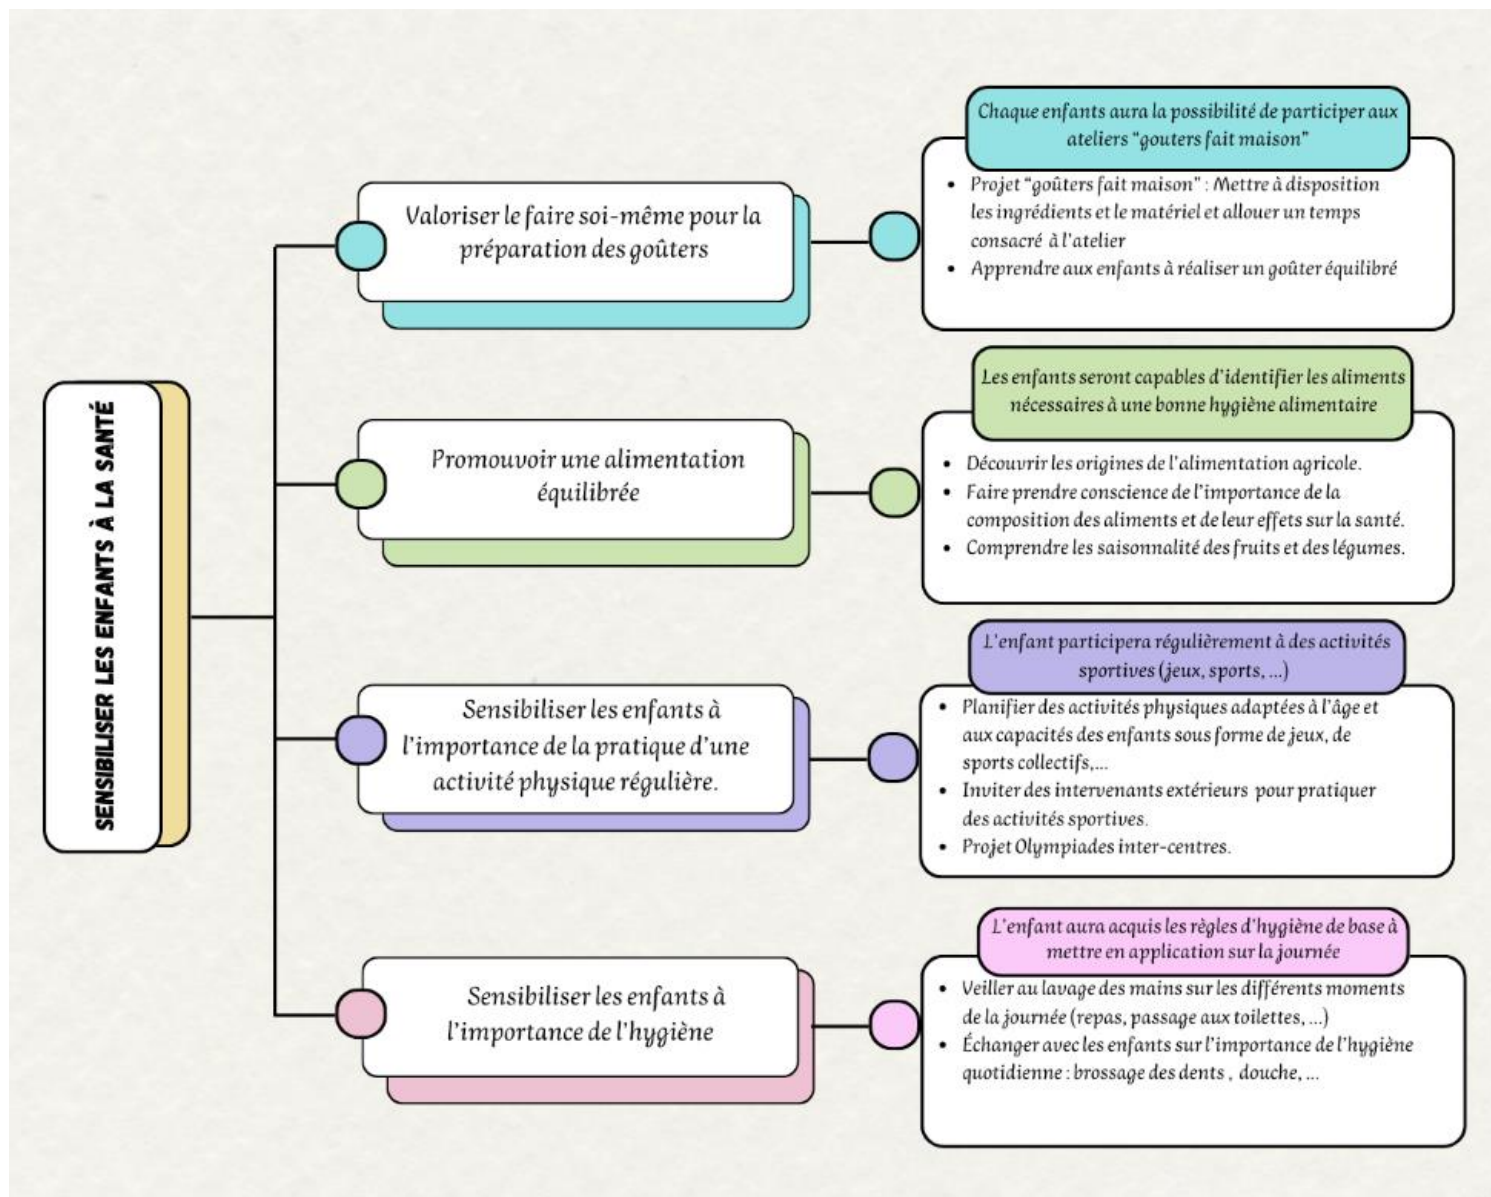 SENSIBILISER LES ENFANTS À LA SANTÉ
Valoriser le faire soi-même pour la
préparation des goûters
Chaque enfants aura la possibilité de participer aux
ateliers “gouters fait maison”
• Projet “goûters fait maison” : Mettre à disposition
les ingrédients et le matériel et allouer un temps
consacré à l'atelier
• Apprendre aux enfants à réaliser un goûter équilibré
Promouvoir une alimentation
équilibrée
Les enfants seront capables d'identifier les aliments
nécessaires à une bonne hygiène alimentaire
• Découvrir les origines de l'alimentation agricole.
• Faire prendre conscience de l'importance de la
composition des aliments et de leur effets sur la santé.
• Comprendre les saisonnalité des fruits et des légumes.
Sensibiliser les enfants à
l'importance de la pratique d'une
activité physique régulière.
L'enfant participera régulièrement à des activités
sportives (jeux, sports, ...)
• Planifier des activités physiques adaptées à l'âge et
aux capacités des enfants sous forme de jeux, de
sports collectifs,...
• Inviter des intervenants extérieurs pour pratiquer
des activités sportives.
• Projet Olympiades inter-centres.
Sensibiliser les enfants à
l'importance de l'hygiène
L'enfant aura acquis les règles d'hygiène de base à
mettre en application sur la journée
• Veiller au lavage des mains sur les différents moments
de la journée (repas, passage aux toilettes, ...)
• Échanger avec les enfants sur l'importance de l'hygiène
quotidienne : brossage des dents , douche, ...